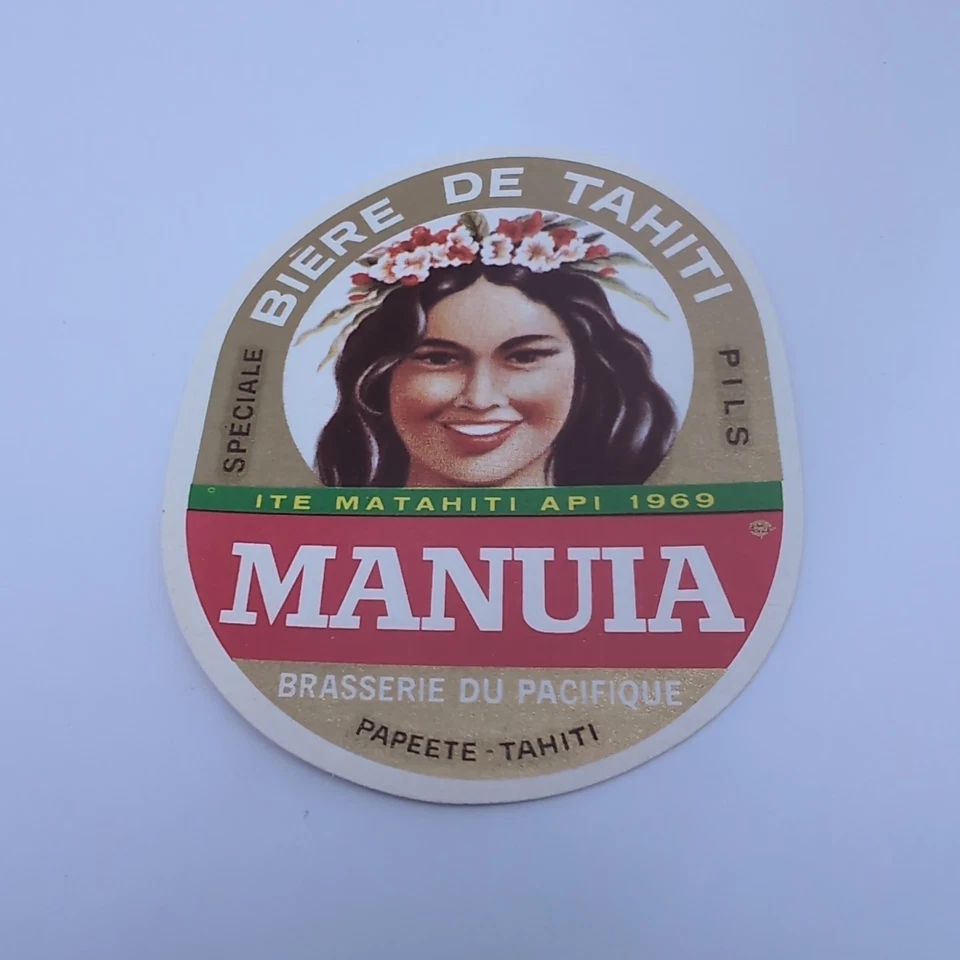 BIÈRE DE TAHITI
SPÉCIALE
PILS
ITE MATAHITI API 1969
MANUIA
BRASSERIE DU PACIFIQUE
PAPEETE - TAHITI